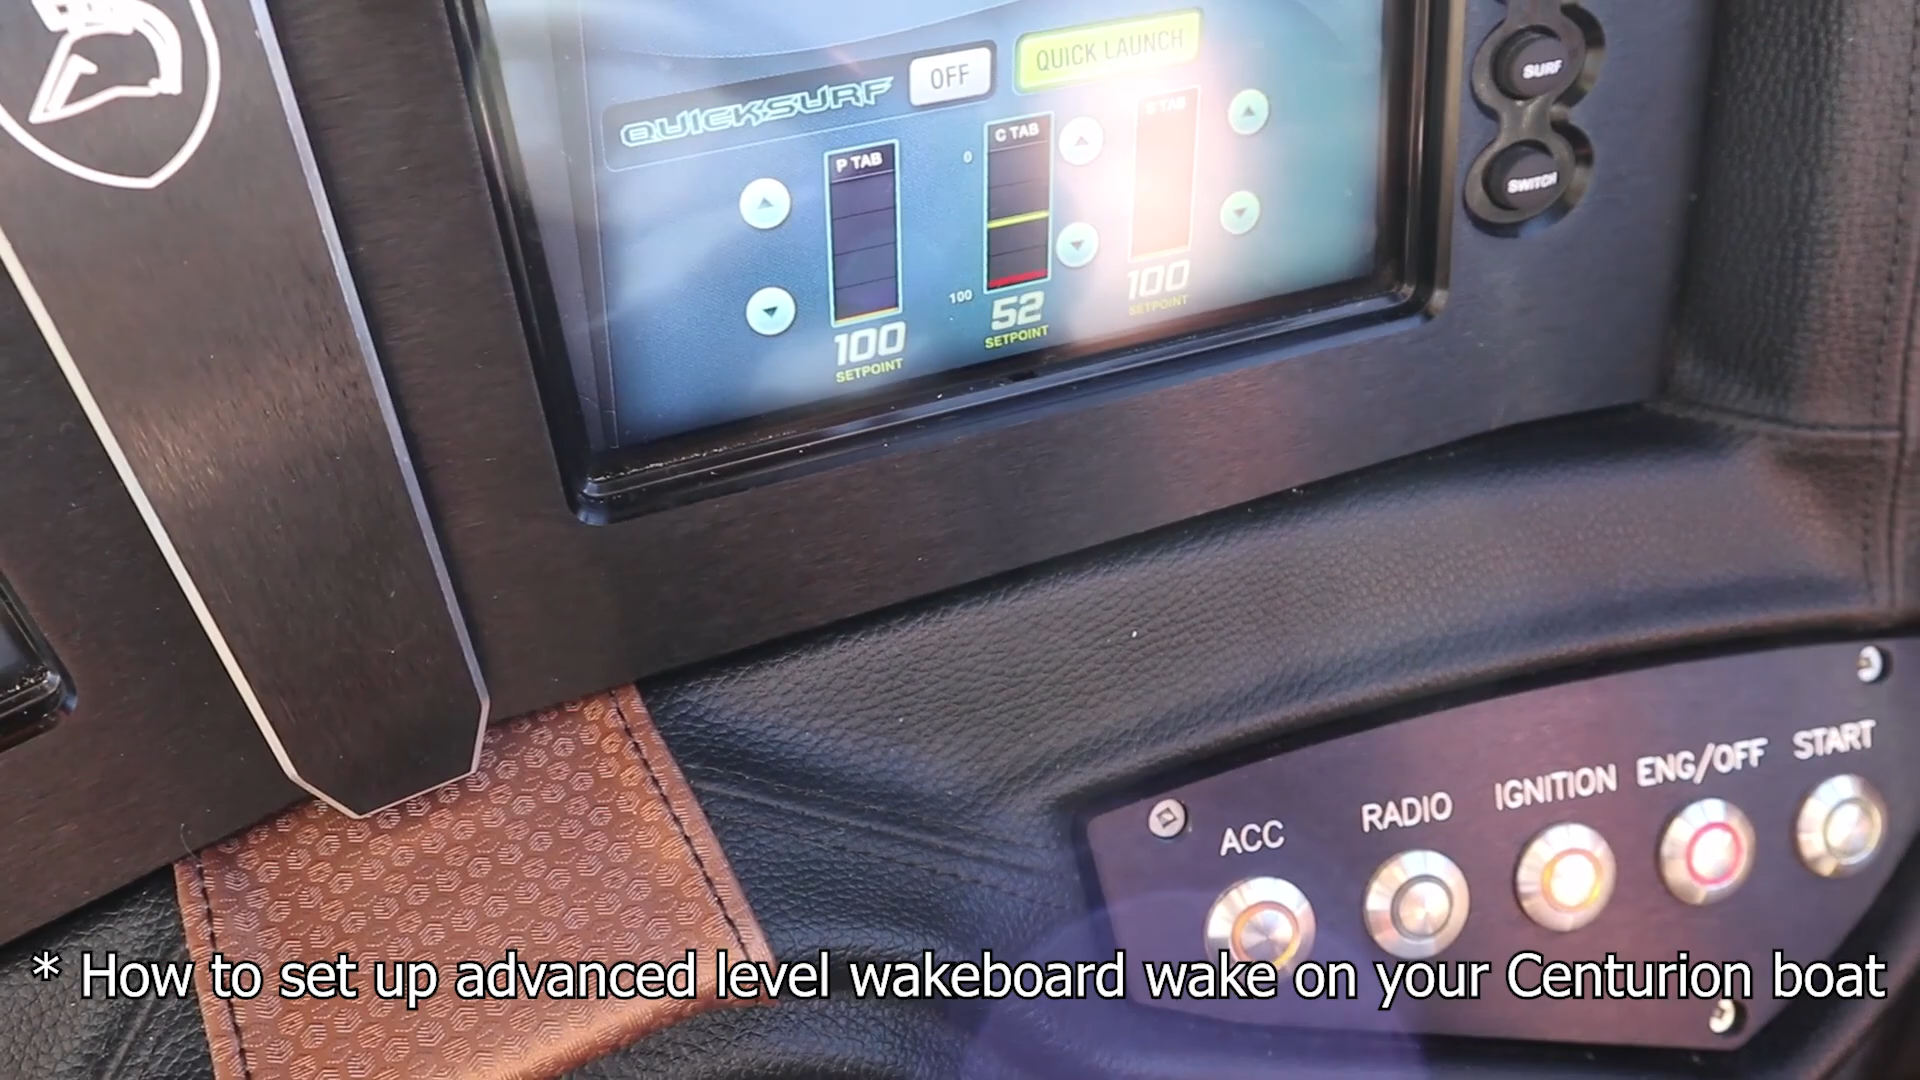 QUICKSURF OFF QUICK LAUNCH
P TAB
C TAB
S TAB
0
100
100
SETPOINT
52
SETPOINT
100
SETPOINT
SURF
SWITCH
ACC RADIO IGNITION ENG/OFF START
* How to set up advanced level wakeboard wake on your Centurion boat